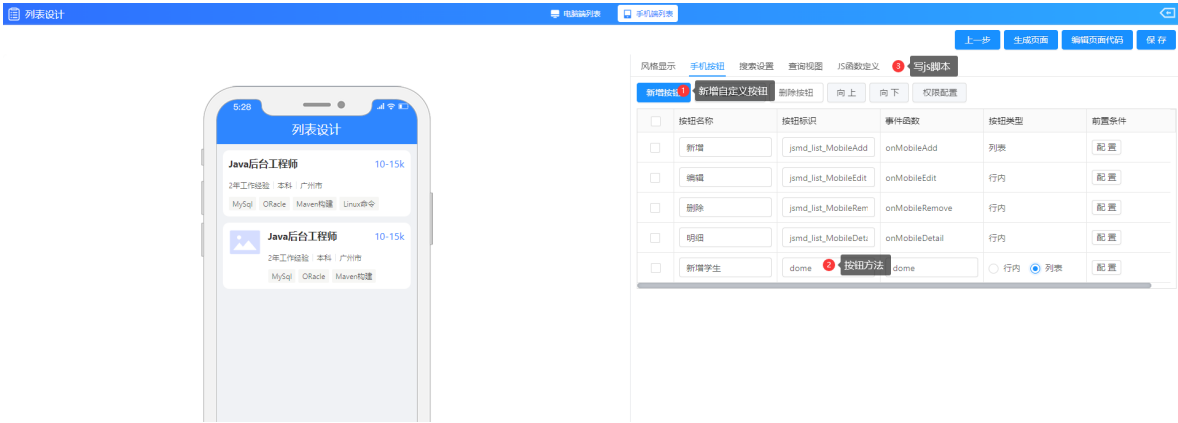 列表设计
电脑端列表
手机端列表
上一步
生成页面
编辑页面代码
保存
风格显示
手机按钮
搜索设置
查询视图
JS函数定义
3
写js脚本
新增按钮
1
新增自定义按钮
删除按钮
向上
向下
权限配置
按钮名称
按钮标识
事件函数
按钮类型
前置条件
新增
jsmd_list_MobileAdd
onMobileAdd
列表
配置
编辑
jsmd_list_MobileEdit
onMobileEdit
行内
配置
删除
jsmd_list_MobileRem
onMobileRemove
行内
配置
明细
jsmd_list_MobileDet
onMobileDetail
行内
配置
新增学生
dome
2
按钮方法
dome
行内
列表
配置
5:28
列表设计
Java后台工程师
10-15k
2年工作经验
本科
广州市
MySql
ORacle
Maven构建
Linux命令
Java后台工程师
10-15k
2年工作经验
本科
广州市
MySql
ORacle
Maven构建